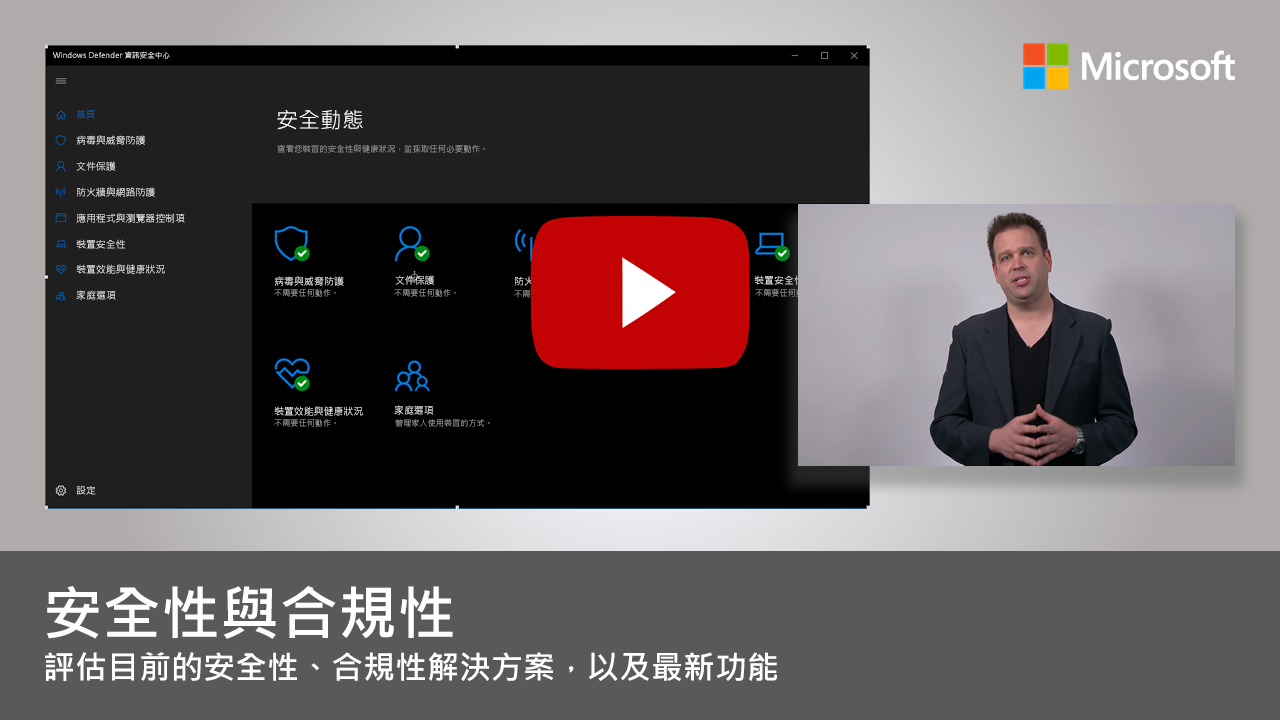 Windows Defender 資訊安全中心
Microsoft
首頁
病毒與威脅防護
文件保護
防火牆與網路防護
應用程式與瀏覽器控制項
裝置安全性
裝置效能與健康狀況
家庭選項
設定
安全動態
查看您裝置的安全性與健康狀況，並採取任何必要動作。
病毒與威脅防護
不需要任何動作。
文件保護
不需要任何動作。
防火
不需
裝置安全性
不需要任何
裝置效能與健康狀況
不需要任何動作。
家庭選項
管理家人使用裝置的方式。
安全性與合規性
評估目前的安全性、合規性解決方案，以及最新功能